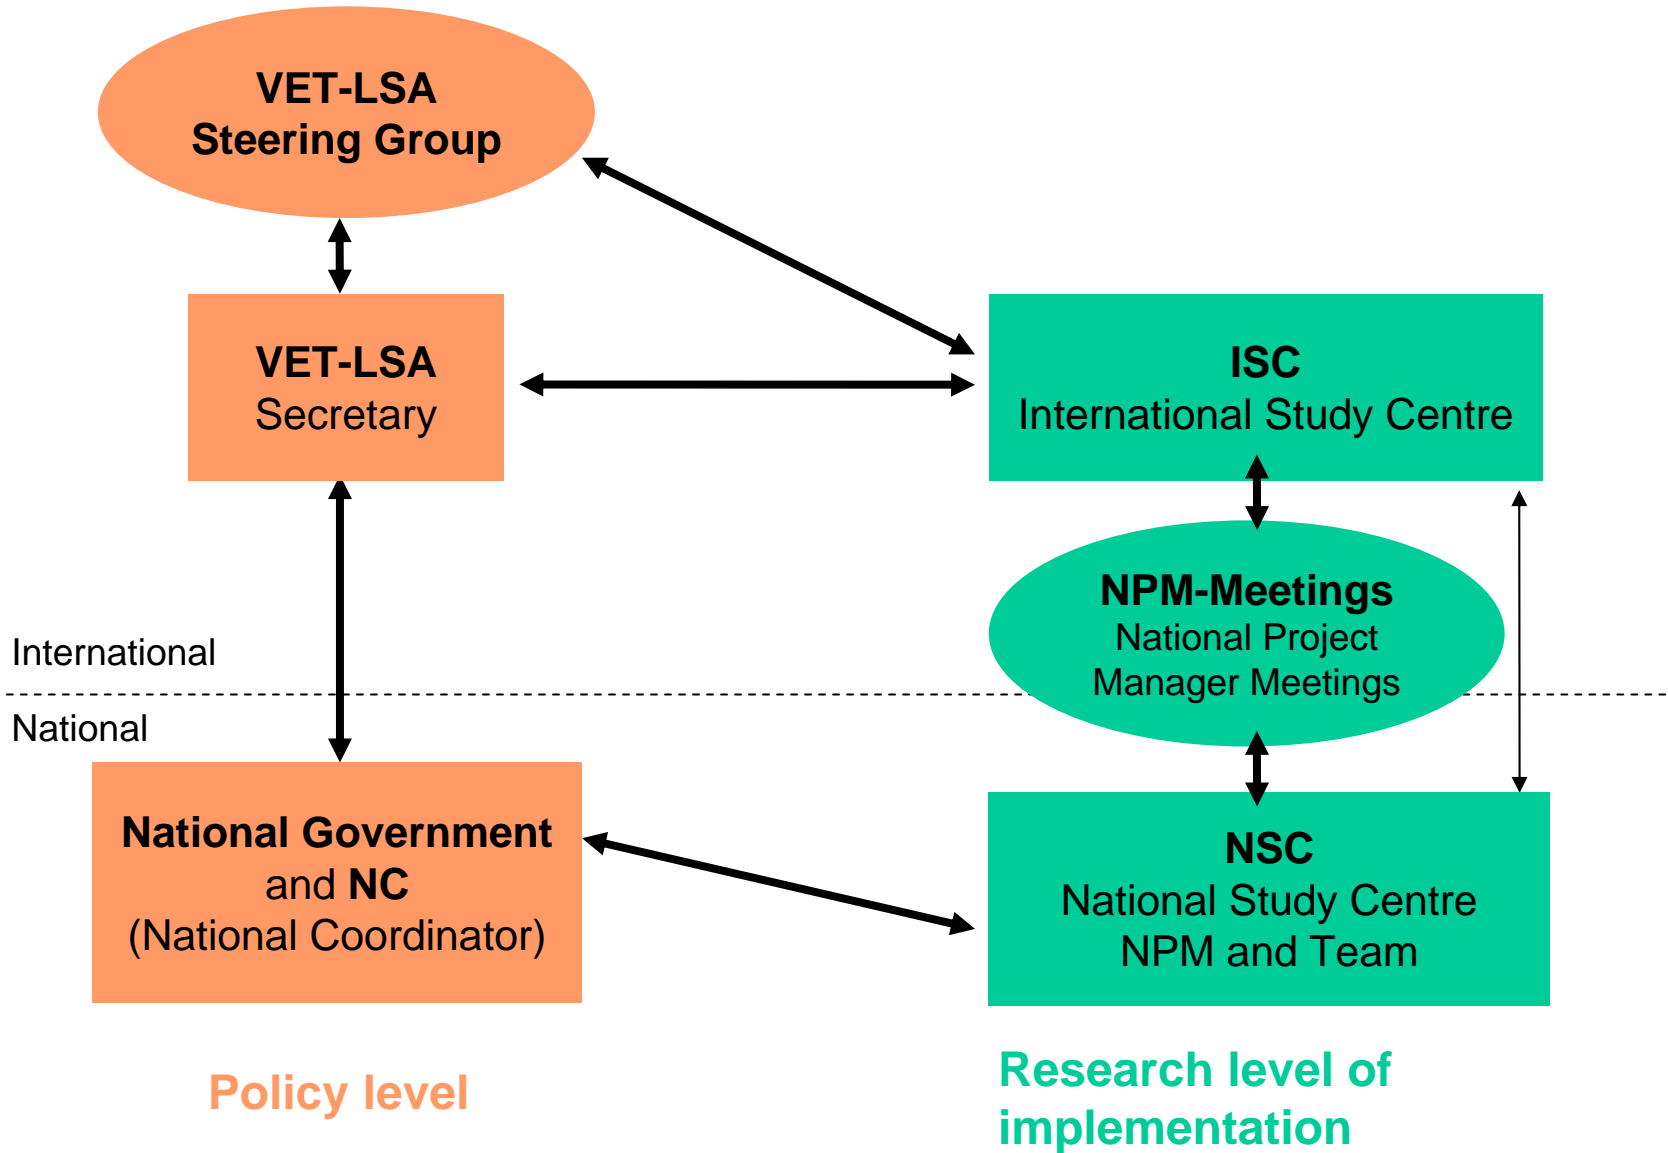 VET-LSA
Steering Group
VET-LSA
Secretary
ISC
International Study Centre
NPM-Meetings
National Project
Manager Meetings
International
National
National Government
and NC
(National Coordinator)
NSC
National Study Centre
NPM and Team
Policy level
Research level of
implementation